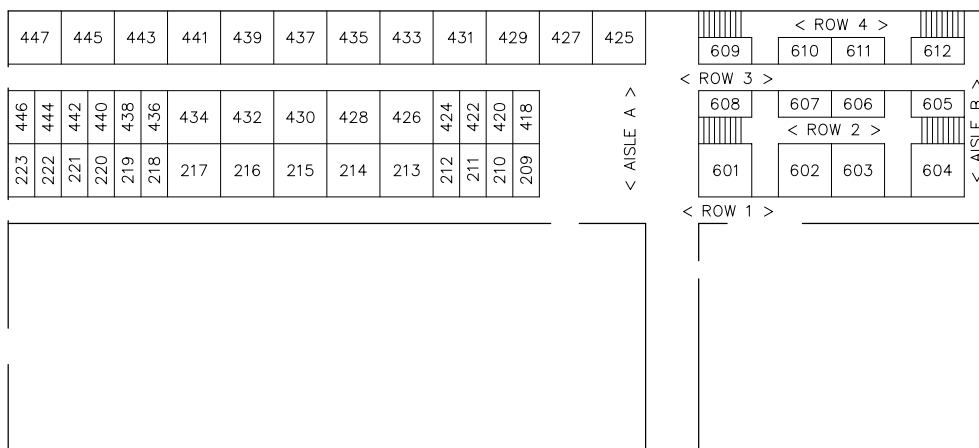 447 445 443 441 439 437 435 433 431 429 427 425
< ROW 4 >
609 610 611 612
< ROW 3 >
446 444 442 440 438 436 434 432 430 428 426 424 422 420 418
608 607 606 605
< ROW 2 >
223 222 221 220 219 218 217 216 215 214 213 212 211 210 209
601 602 603 604
< AISLE A >
< AISLE B >
< ROW 1 >